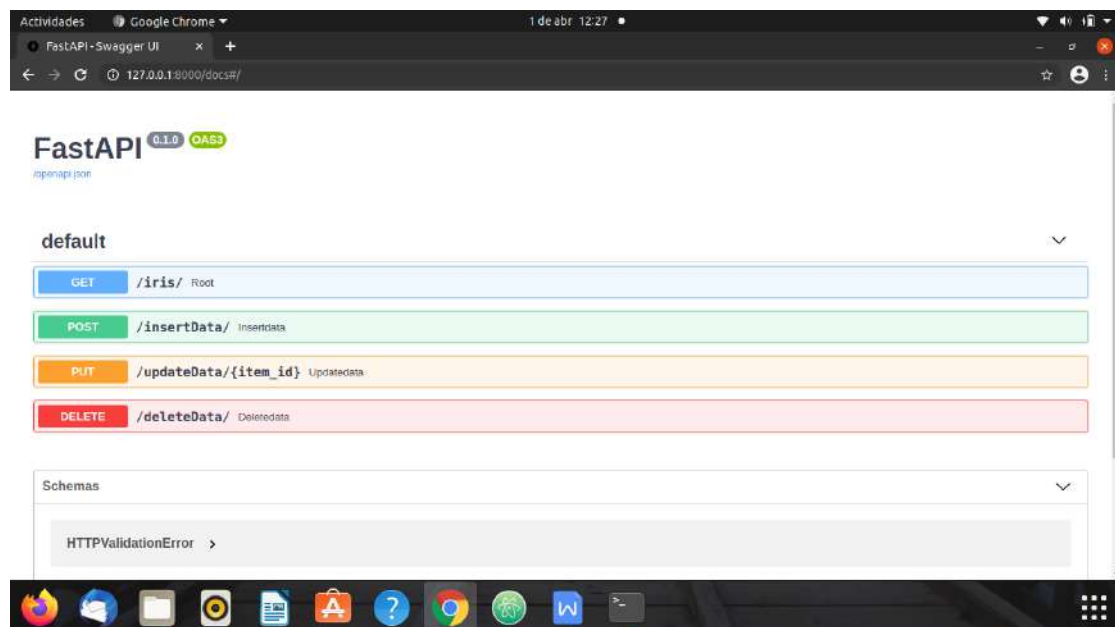 Actividades Google Chrome 1 de abr 12:27
FastAPI - Swagger UI
127.0.0.1:8000/docs#/
FastAPI 0.1.0 OAS3
/openapi.json
default
GET /iris/ Root
POST /insertData/ Insertdata
PUT /updateData/{item_id} Updatedata
DELETE /deleteData/ Deletedata
Schemas
HTTPValidationError